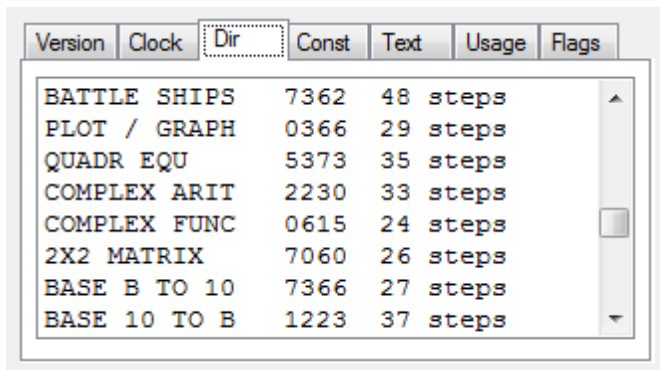 Version Clock Dir Const Text Usage Flags
BATTLE SHIPS 7362 48 steps
PLOT / GRAPH 0366 29 steps
QUADR EQU 5373 35 steps
COMPLEX ARIT 2230 33 steps
COMPLEX FUNC 0615 24 steps
2X2 MATRIX 7060 26 steps
BASE B TO 10 7366 27 steps
BASE 10 TO B 1223 37 steps